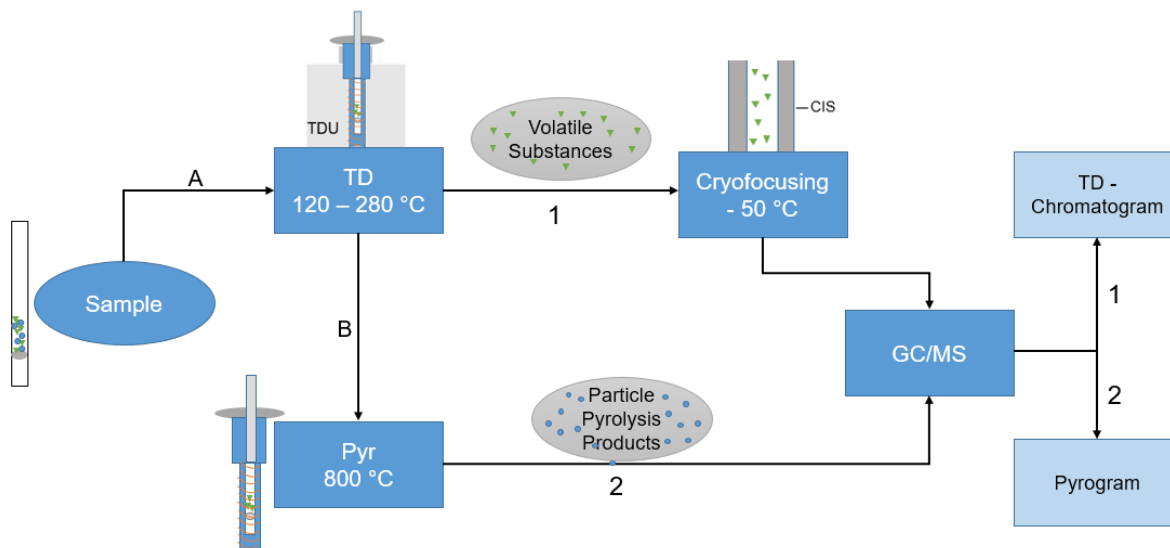 TDU
Volatile
Substances
CIS
A
TD
120 – 280 °C
1
Cryofocusing
- 50 °C
TD -
Chromatogram
Sample
1
B
GC/MS
2
Particle
Pyrolysis
Products
Pyr
800 °C
2
Pyrogram